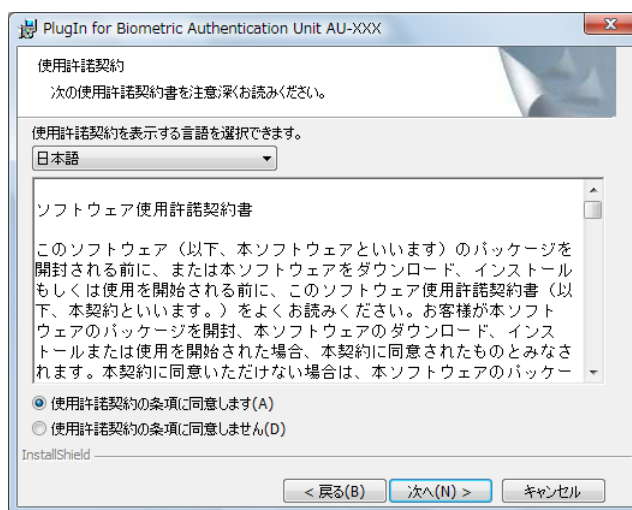 PlugIn for Biometric Authentication Unit AU-XXX
使用許諾契約
次の使用許諾契約書を注意深くお読みください。
使用許諾契約を表示する言語を選択できます。
日本語
ソフトウェア使用許諾契約書
このソフトウェア（以下、本ソフトウェアといいます）のパッケージを
開封される前に、または本ソフトウェアをダウンロード、インストール
もしくは使用を開始される前に、このソフトウェア使用許諾契約書（以
下、本契約といいます。）をよくお読みください。お客様が本ソフト
ウェアのパッケージを開封、本ソフトウェアのダウンロード、インス
トールまたは使用を開始された場合、本契約に同意されたものとみなさ
れます。本契約に同意いただけない場合は、本ソフトウェアのパッケー
使用許諾契約の条項に同意します(A)
使用許諾契約の条項に同意しません(D)
InstallShield
< 戻る(B) 次へ(N) > キャンセル